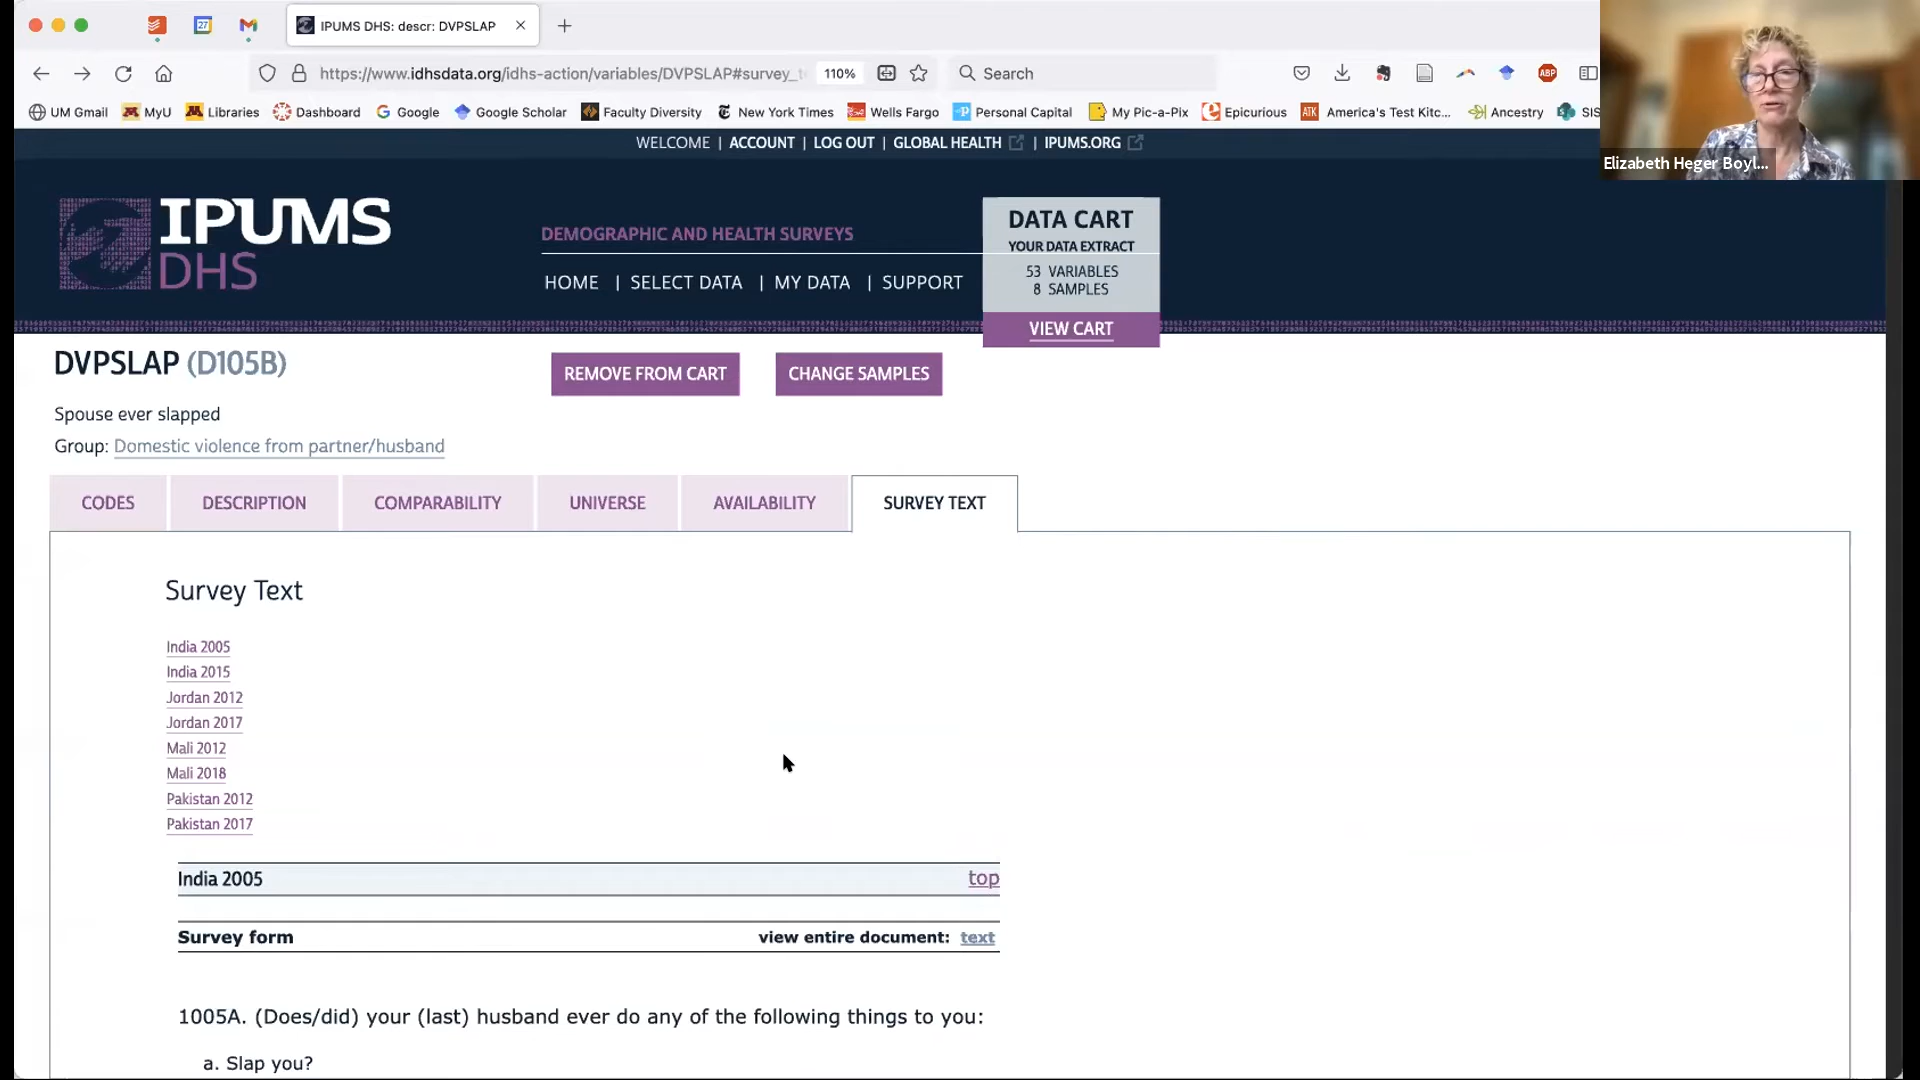 IPUMS DHS: descr: DVPSLAP
27
https://www.idhsdata.org/idhs-action/variables/DVPSLAP#survey_t
110%
Search
ABP
UM Gmail
MyU
Libraries
Dashboard
Google
Google Scholar
Faculty Diversity
New York Times
Wells Fargo
Personal Capital
My Pic-a-Pix
Epicurious
ATK
America's Test Kitc...
Ancestry
SIS
Elizabeth Heger Boyl...
WELCOME | ACCOUNT | LOG OUT | GLOBAL HEALTH | IPUMS.ORG
IPUMS
DHS
DEMOGRAPHIC AND HEALTH SURVEYS
HOME | SELECT DATA | MY DATA | SUPPORT
DATA CART
YOUR DATA EXTRACT
53 VARIABLES
8 SAMPLES
VIEW CART
DVPSLAP (D105B)
REMOVE FROM CART
CHANGE SAMPLES
Spouse ever slapped
Group: Domestic violence from partner/husband
CODES
DESCRIPTION
COMPARABILITY
UNIVERSE
AVAILABILITY
SURVEY TEXT
Survey Text
India 2005
India 2015
Jordan 2012
Jordan 2017
Mali 2012
Mali 2018
Pakistan 2012
Pakistan 2017
India 2005 top
Survey form view entire document: text
1005A. (Does/did) your (last) husband ever do any of the following things to you:
a. Slap you?